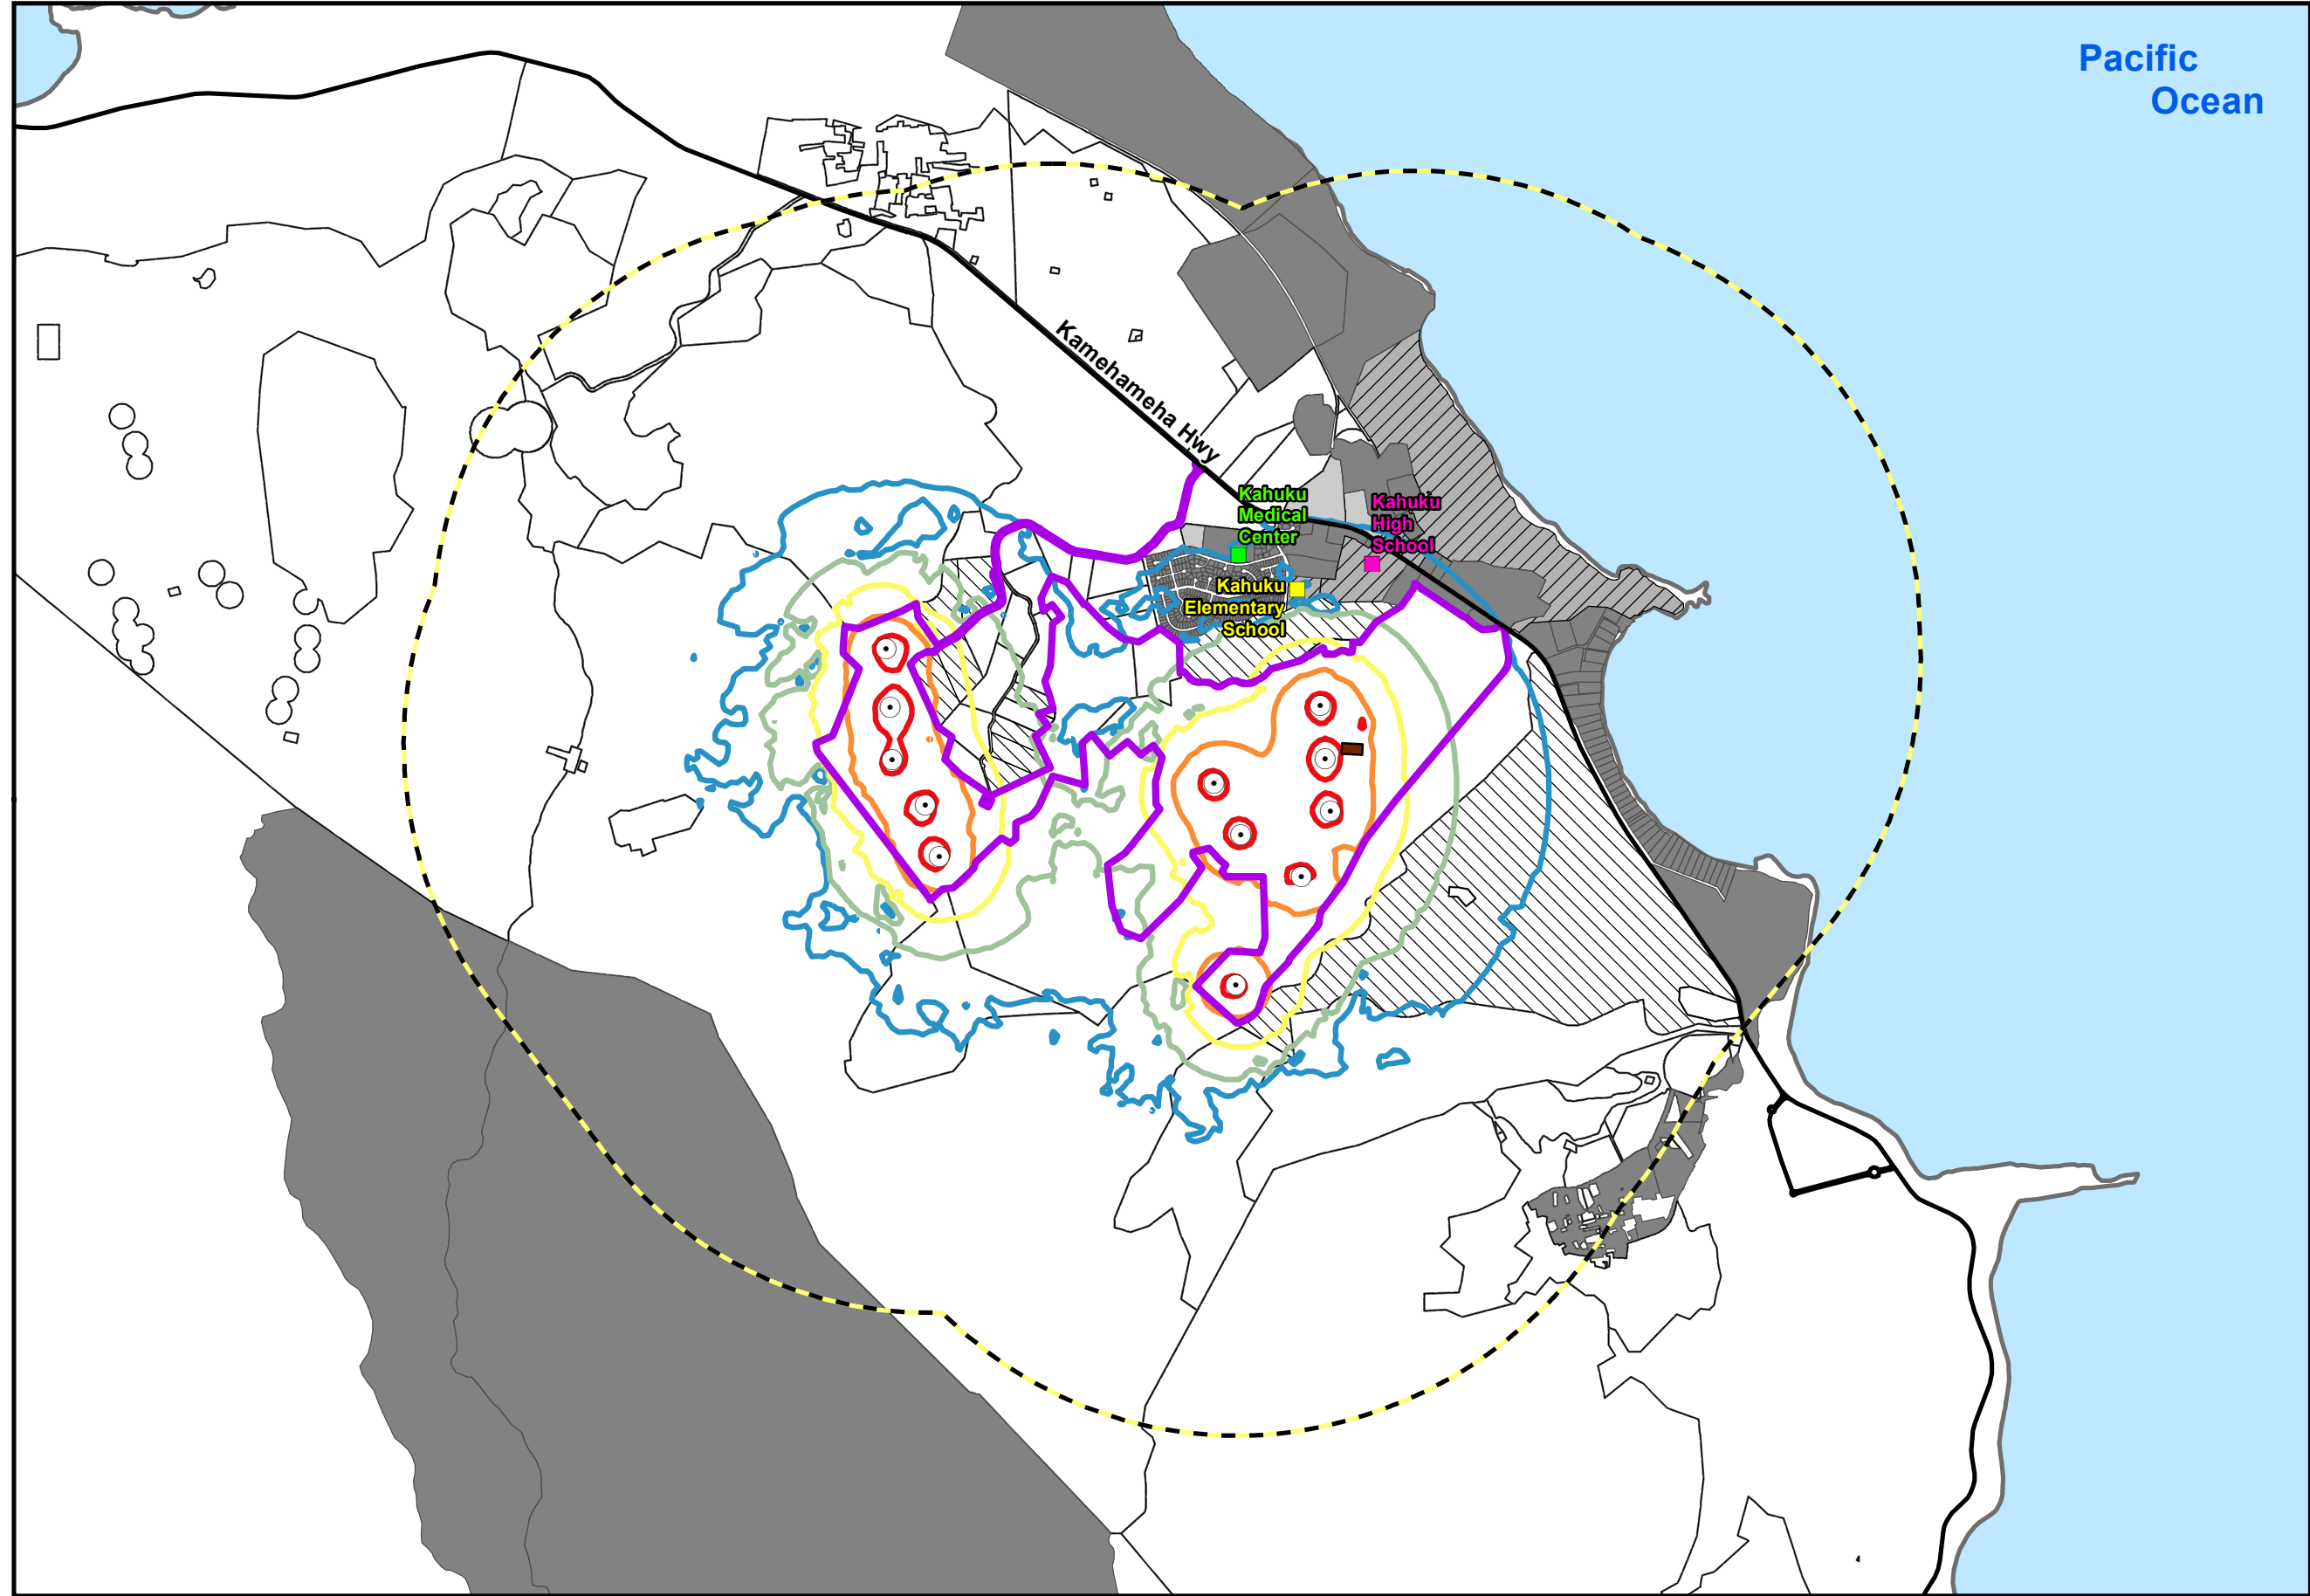 Pacific
Ocean
Kamehameha Hwy
Kahuku
Medical
Center
Kahuku
High
School
Kahuku
Elementary
School